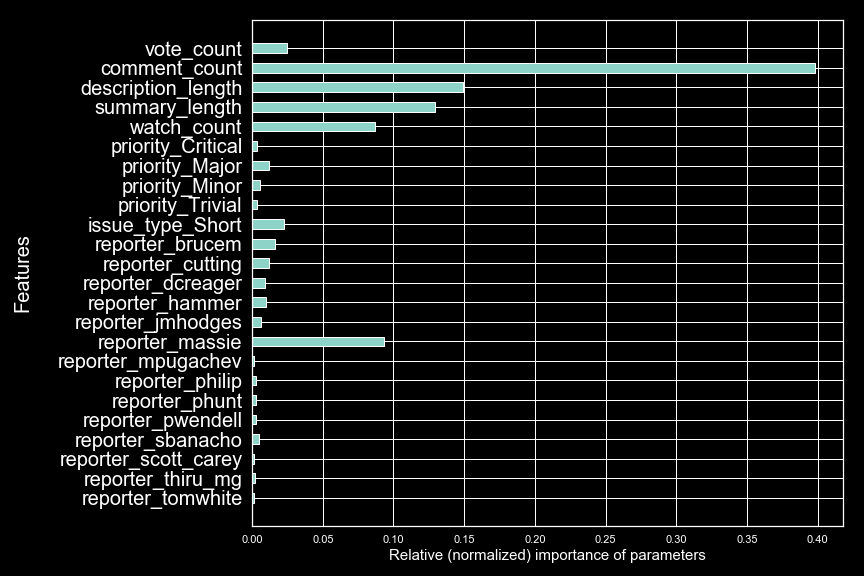 vote_count
comment_count
description_length
summary_length
watch_count
priority_Critical
priority_Major
priority_Minor
priority_Trivial
issue_type_Short
reporter_brucem
reporter_cutting
reporter_dcreager
reporter_hammer
reporter_jmhodges
reporter_massie
reporter_mpugachev
reporter_philip
reporter_phunt
reporter_pwendell
reporter_sbanacho
reporter_scott_carey
reporter_thiru_mg
reporter_tomwhite
Features
0.00 0.05 0.10 0.15 0.20 0.25 0.30 0.35 0.40
Relative (normalized) importance of parameters